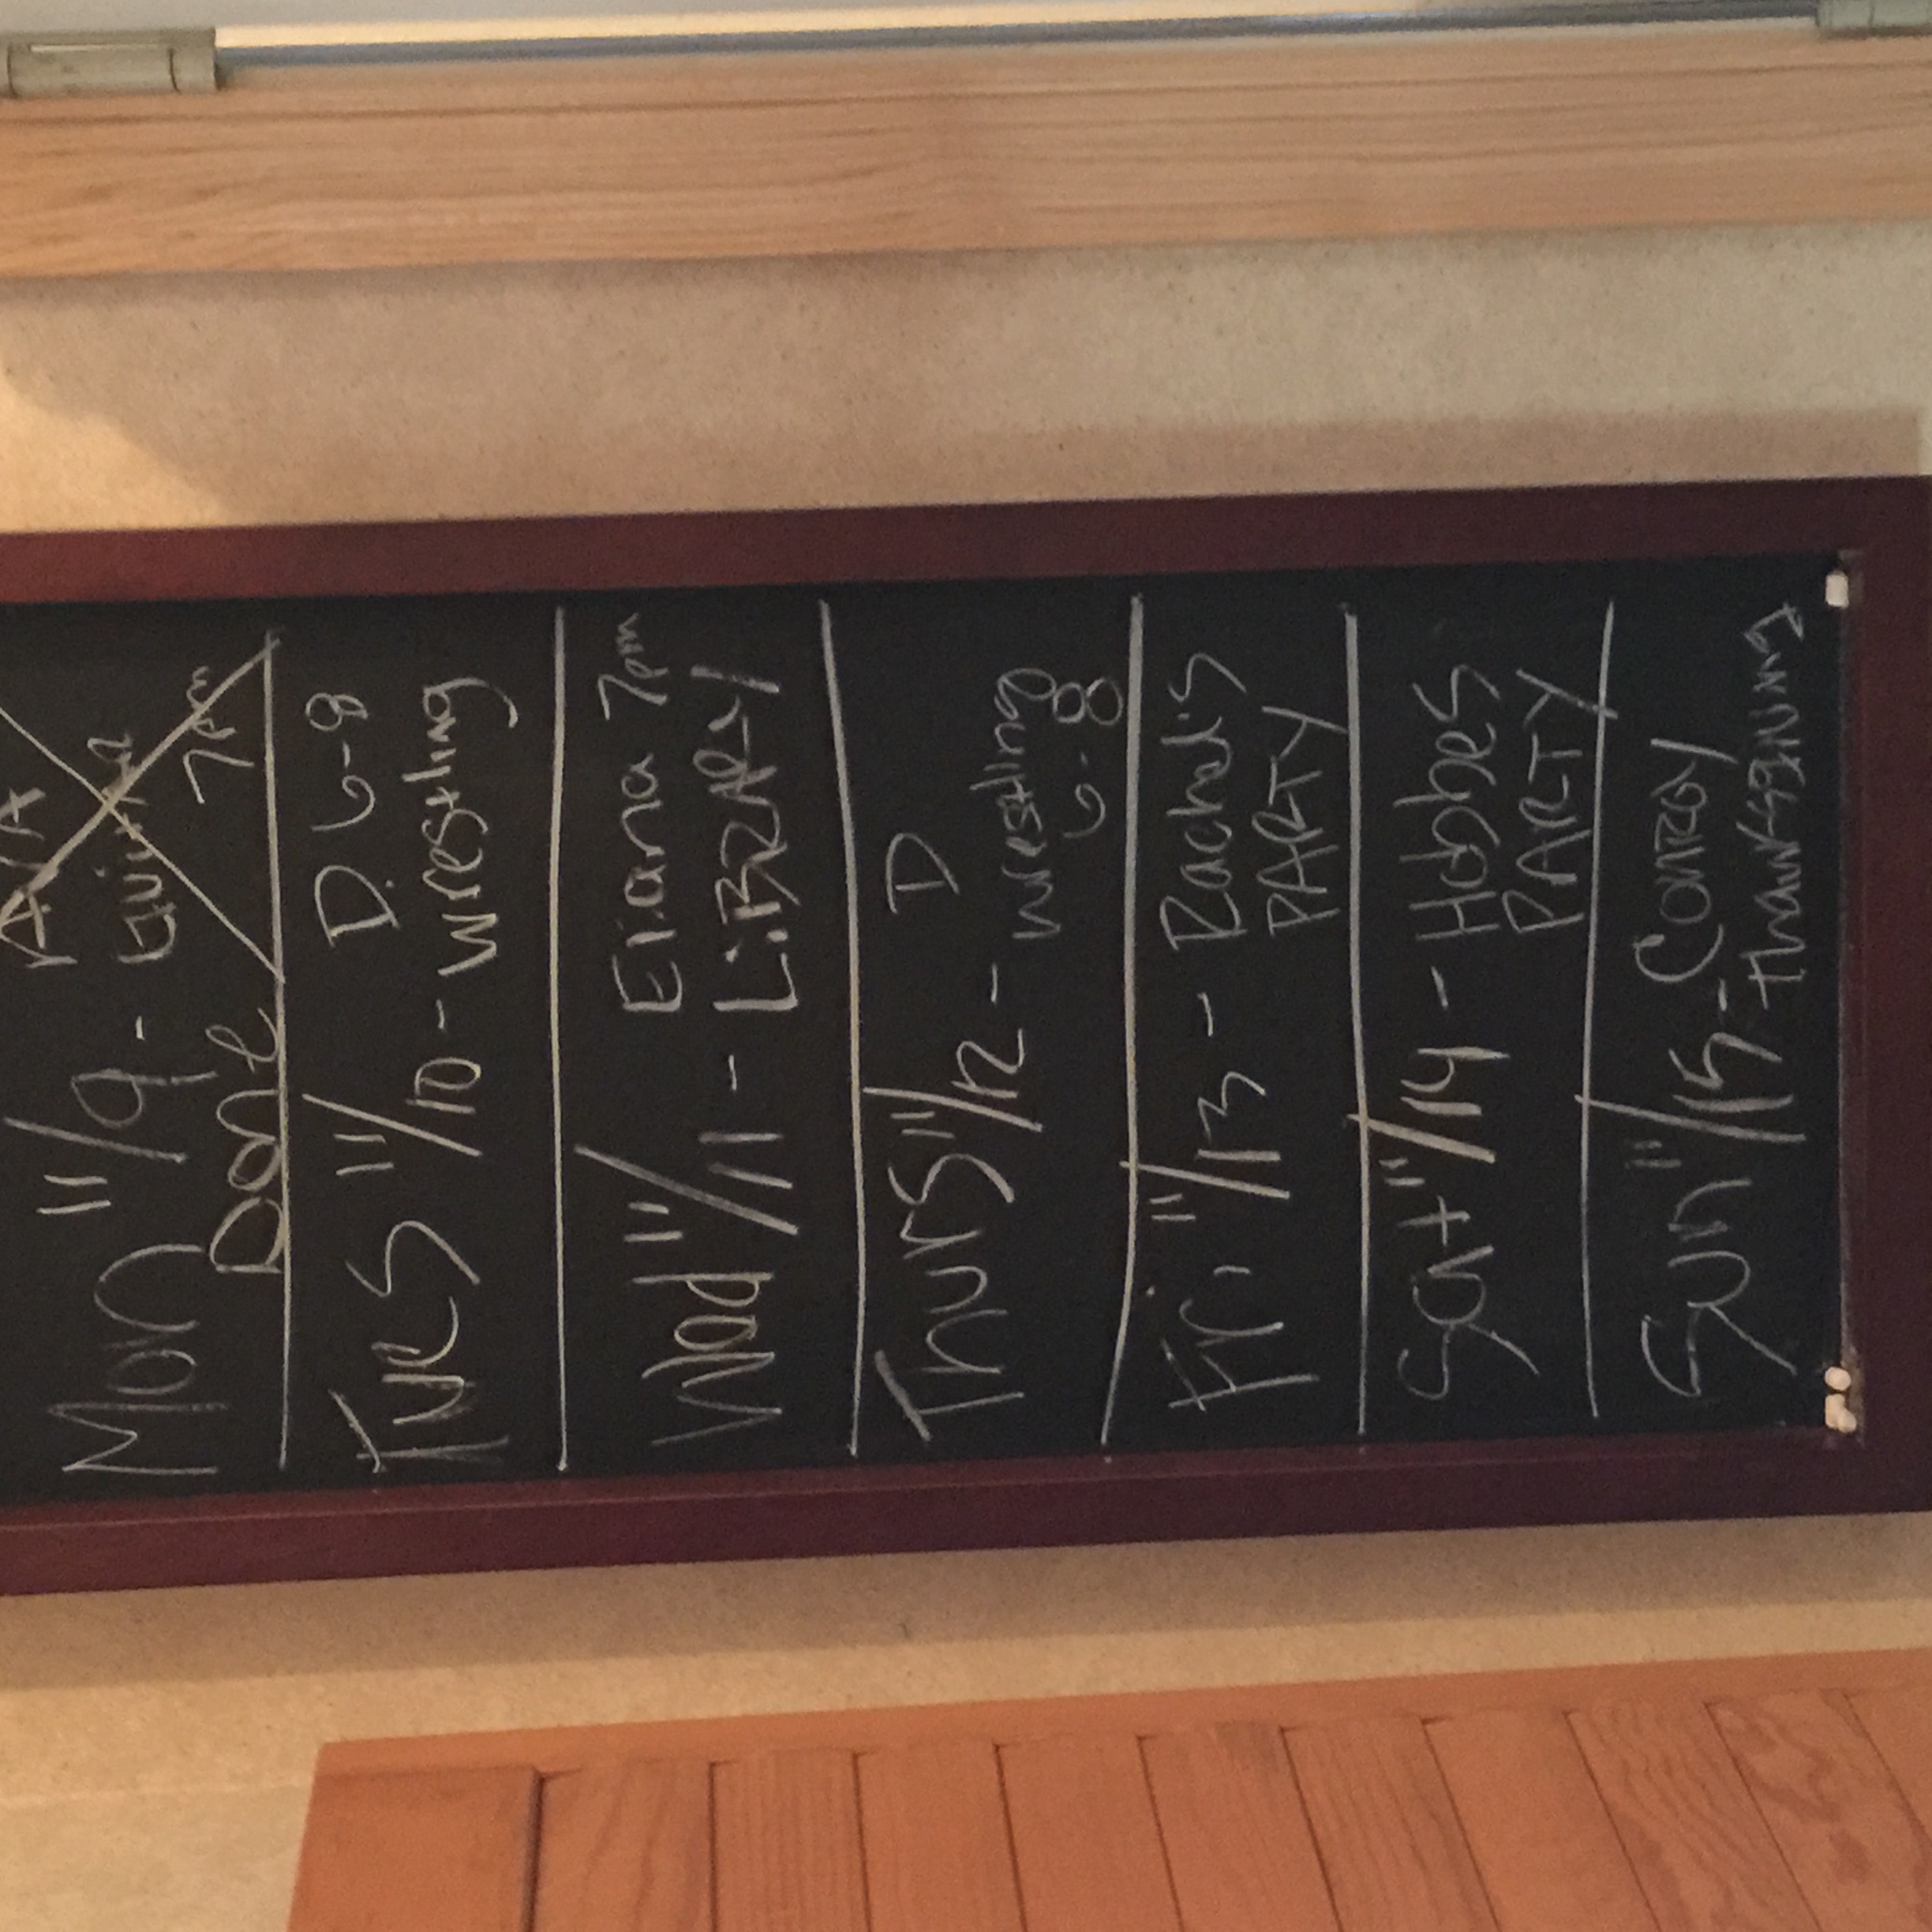 Mon 11/9 - Guitar
7pm
Done
Tues 11/10 - D. 6-8
wrestling
Wed 11/11 - Eiana 7pm
LiBRARY
Thurs 11/12 - D
wrestling
6-8
Fri, 11/13 - Rachel's
PARTY
Sat 11/14 - Hobbes
PARTY
Sun 11/15 - Conroy
Thanksgiving